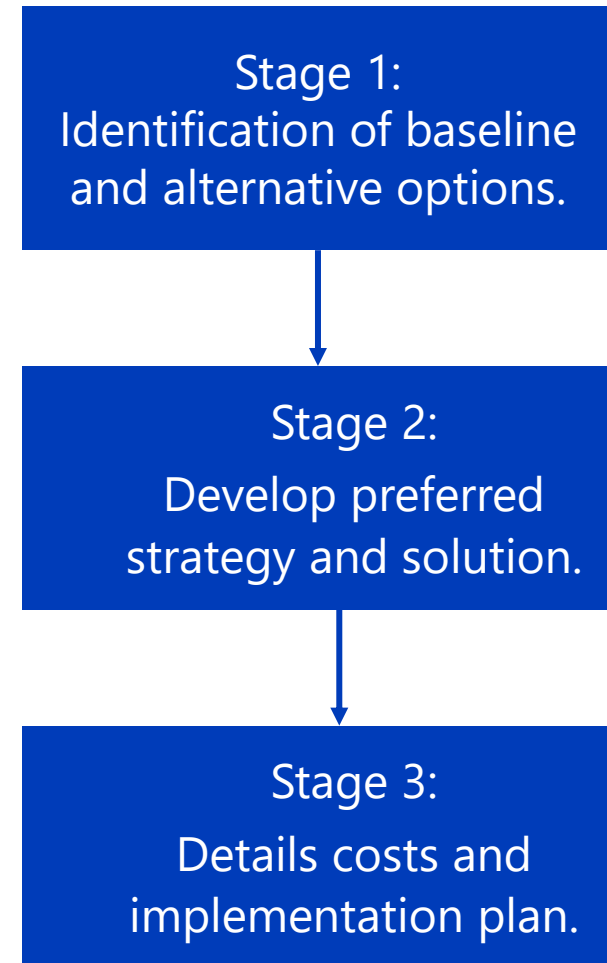 Stage 1:
Identification of baseline
and alternative options.
Stage 2:
Develop preferred
strategy and solution.
Stage 3:
Details costs and
implementation plan.